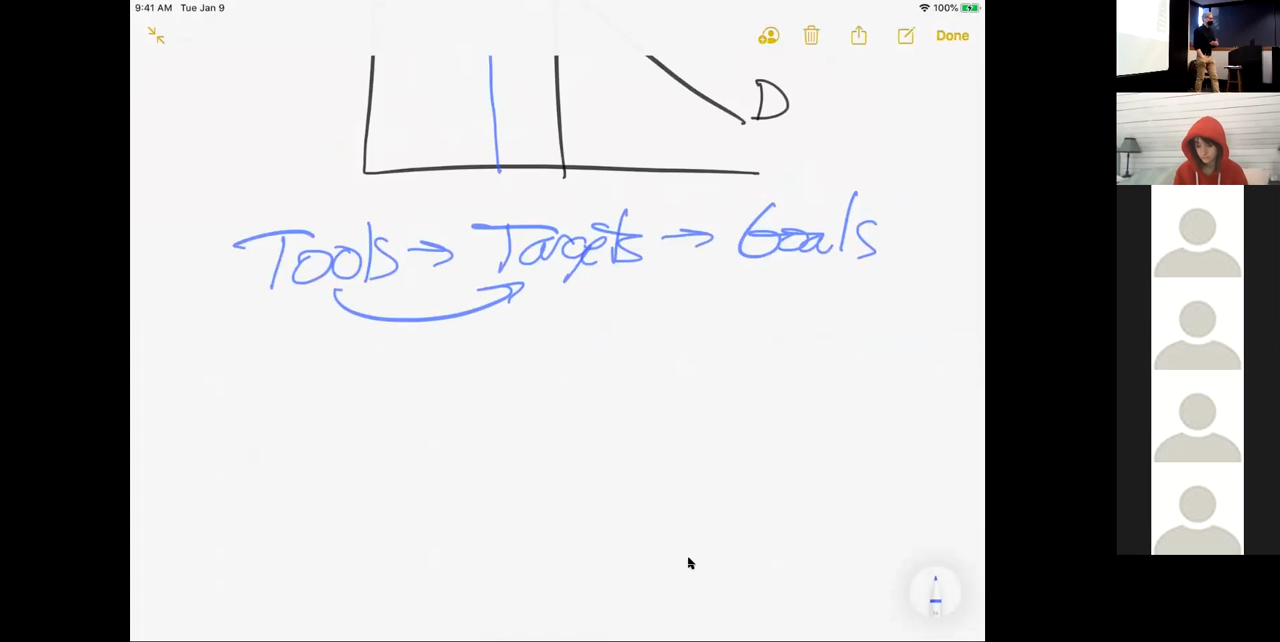 9:41 AM Tue Jan 9 100%
Done
D
Tools → Targets → Goals